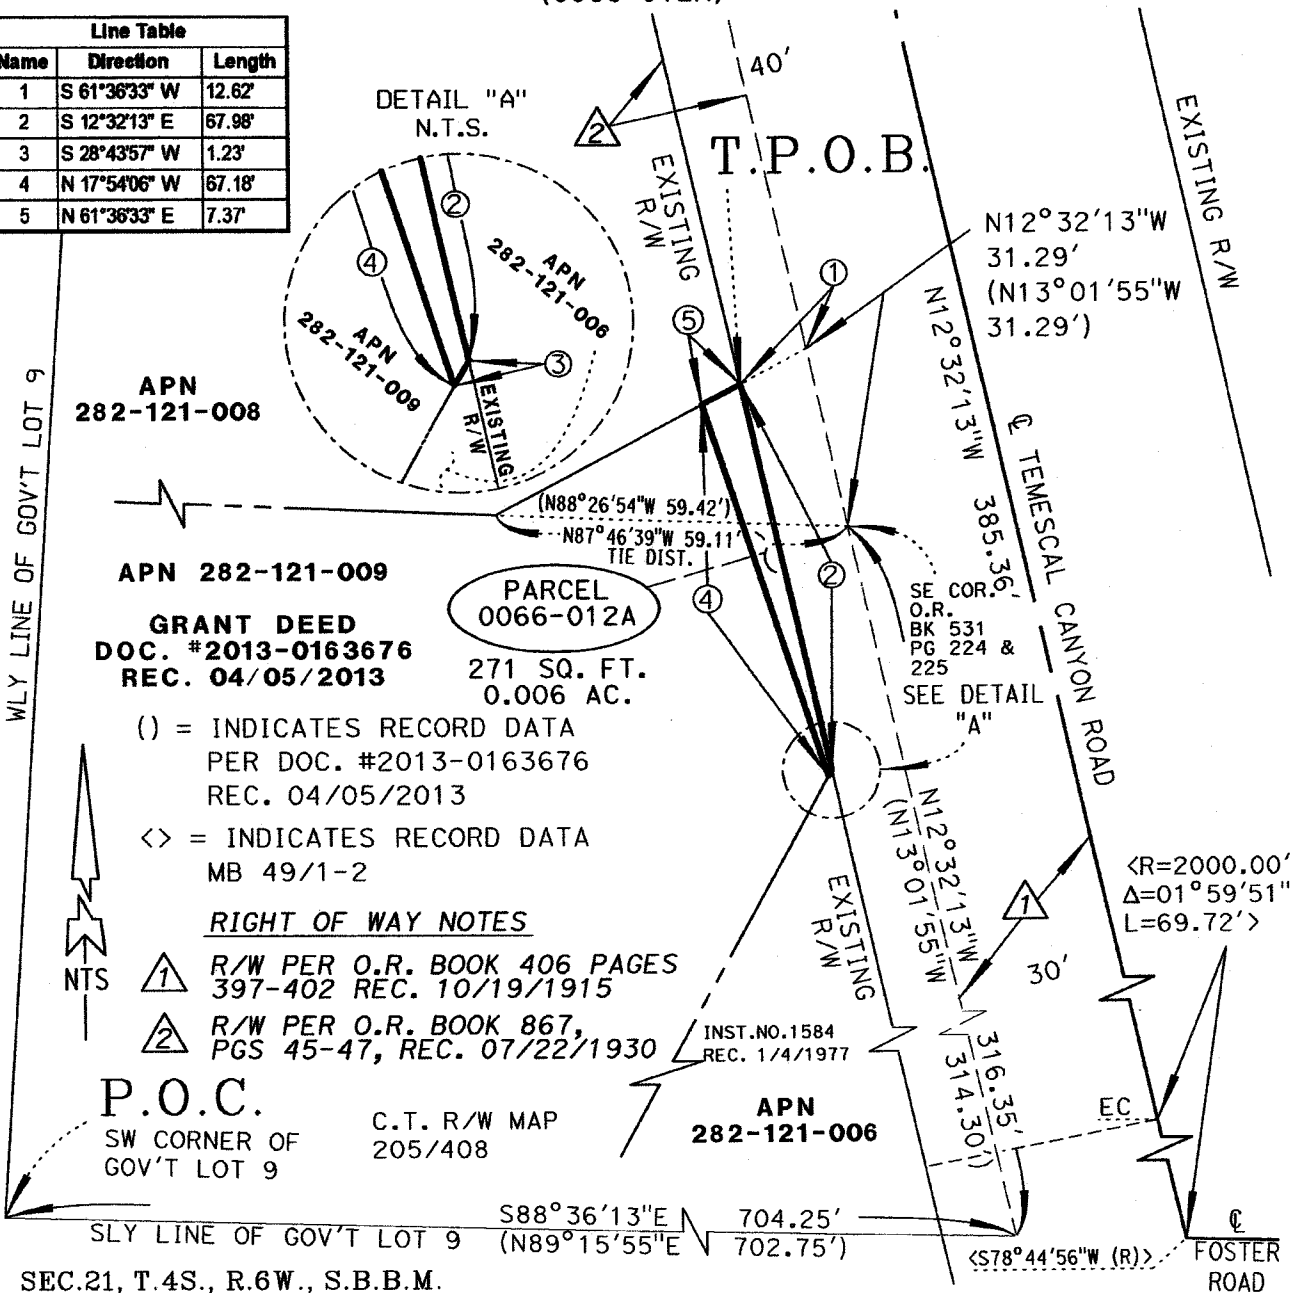 Line Table
Name Direction Length
1 S 61°36'33" W 12.62'
2 S 12°32'13" E 67.98'
3 S 28°43'57" W 1.23'
4 N 17°54'06" W 67.18'
5 N 61°36'33" E 7.37'
DETAIL "A"
N.T.S.
2
4
3
APN
282-121-006
APN
282-121-009
EXISTING
R/W
40'
2
T.P.O.B.
EXISTING
R/W
EXISTING R/W
N12°32'13"W
31.29'
(N13°01'55"W
31.29')
1
5
N12°32'13"W 385.36'
℄ TEMESCAL CANYON ROAD
WLY LINE OF GOV'T LOT 9
APN
282-121-008
(N88°26'54"W 59.42')
N87°46'39"W 59.11'
TIE DIST.
APN 282-121-009
GRANT DEED
DOC. #2013-0163676
REC. 04/05/2013
PARCEL
0066-012A
271 SQ. FT.
0.006 AC.
4
2
SE COR.
O.R.
BK 531
PG 224 &
225
SEE DETAIL
"A"
() = INDICATES RECORD DATA
PER DOC. #2013-0163676
REC. 04/05/2013
<> = INDICATES RECORD DATA
MB 49/1-2
NTS
RIGHT OF WAY NOTES
1 R/W PER O.R. BOOK 406 PAGES
397-402 REC. 10/19/1915
2 R/W PER O.R. BOOK 867,
PGS 45-47, REC. 07/22/1930
EXISTING
R/W
N12°32'13"W 316.35'
(N13°01'55"W 314.30')
1
30'
<R=2000.00'
Δ=01°59'51"
L=69.72'>
INST.NO.1584
REC. 1/4/1977
EC
P.O.C.
SW CORNER OF
GOV'T LOT 9
C.T. R/W MAP
205/408
APN
282-121-006
SLY LINE OF GOV'T LOT 9
S88°36'13"E 704.25'
(N89°15'55"E 702.75')
<S78°44'56"W (R)>
℄
FOSTER
ROAD
SEC.21, T.4S., R.6W., S.B.B.M.